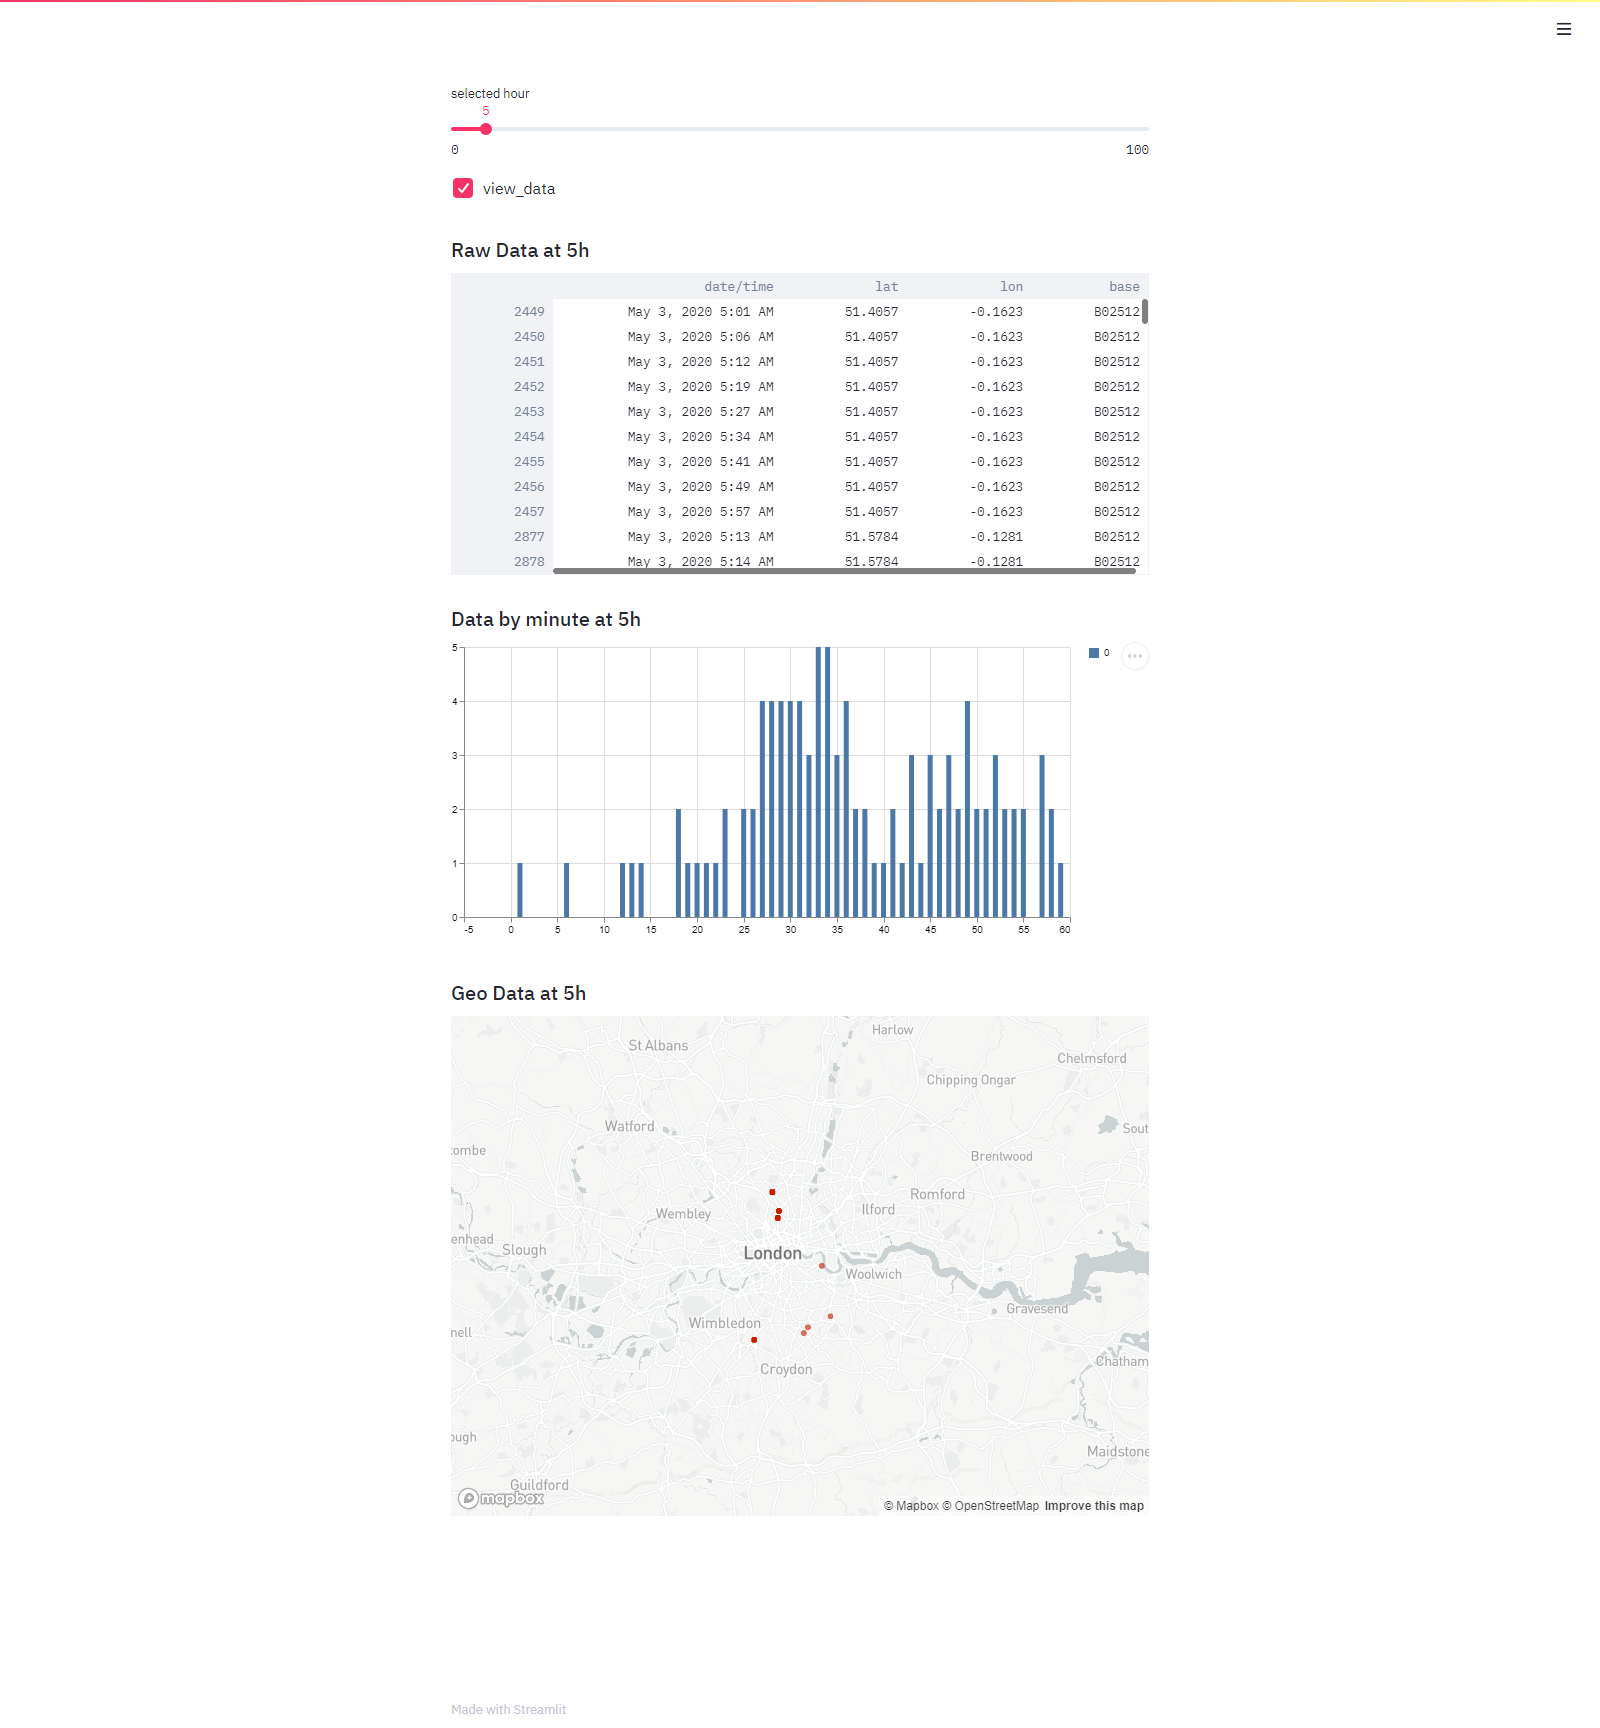 selected hour
5
0 100
view_data
Raw Data at 5h
date/time lat lon base
2449 May 3, 2020 5:01 AM 51.4057 -0.1623 B02512
2450 May 3, 2020 5:06 AM 51.4057 -0.1623 B02512
2451 May 3, 2020 5:12 AM 51.4057 -0.1623 B02512
2452 May 3, 2020 5:19 AM 51.4057 -0.1623 B02512
2453 May 3, 2020 5:27 AM 51.4057 -0.1623 B02512
2454 May 3, 2020 5:34 AM 51.4057 -0.1623 B02512
2455 May 3, 2020 5:41 AM 51.4057 -0.1623 B02512
2456 May 3, 2020 5:49 AM 51.4057 -0.1623 B02512
2457 May 3, 2020 5:57 AM 51.4057 -0.1623 B02512
2877 May 3, 2020 5:13 AM 51.5784 -0.1281 B02512
2878 May 3, 2020 5:14 AM 51.5784 -0.1281 B02512
Data by minute at 5h
0
5
4
3
2
1
0
-5 0 5 10 15 20 25 30 35 40 45 50 55 60
Geo Data at 5h
Harlow
St Albans
Chelmsford
Chipping Ongar
Watford
Sout
combe
Brentwood
Romford
Ilford
Wembley
enhead
Slough
London
Woolwich
Gravesend
Wimbledon
nell
Chatham
Croydon
ough
Maidstone
Guildford
mapbox
© Mapbox © OpenStreetMap Improve this map
Made with Streamlit